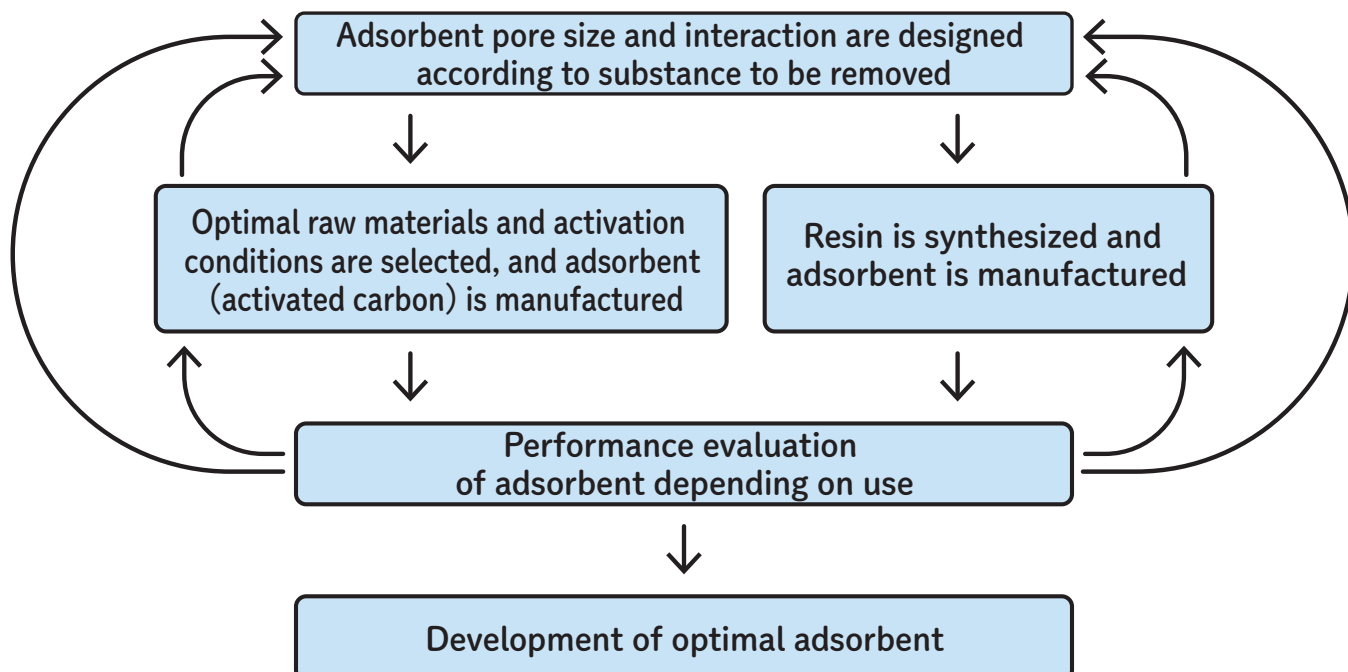 Adsorbent pore size and interaction are designed
according to substance to be removed
Optimal raw materials and activation
conditions are selected, and adsorbent
(activated carbon) is manufactured
Resin is synthesized and
adsorbent is manufactured
Performance evaluation
of adsorbent depending on use
Development of optimal adsorbent